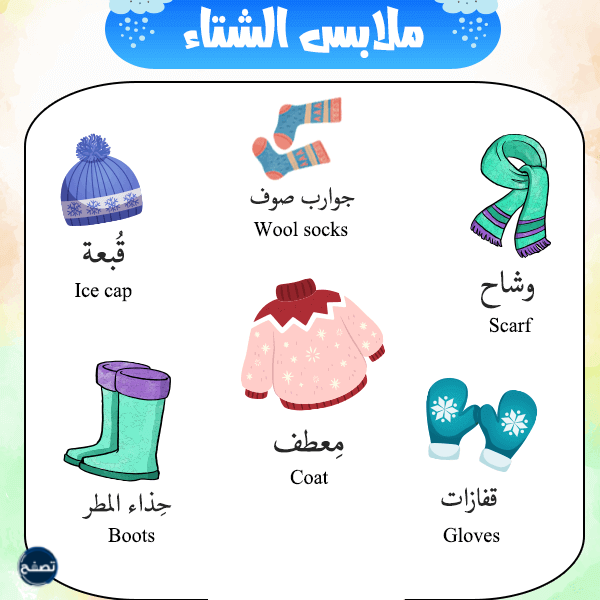 ملابس الشتاء
جوارب صوف
Wool socks
قُبعة
Ice cap
وشاح
Scarf
مِعطف
Coat
حِذاء المطر
Boots
قفازات
Gloves
تصفح